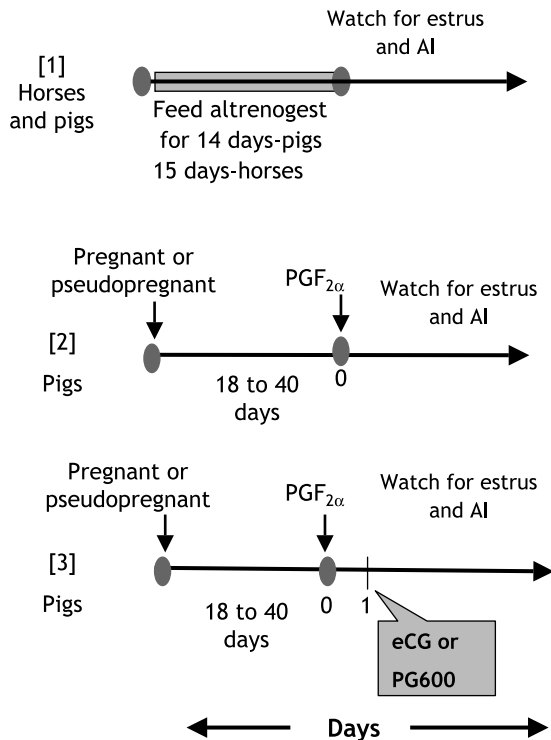 Watch for estrus
and AI
[1]
Horses
and pigs
Feed altrenogest
for 14 days-pigs
15 days-horses
Pregnant or
pseudopregnant
PGF2α
Watch for estrus
and AI
[2]
Pigs
18 to 40
days
0
Pregnant or
pseudopregnant
PGF2α
Watch for estrus
and AI
[3]
Pigs
18 to 40
days
0
1
eCG or
PG600
Days